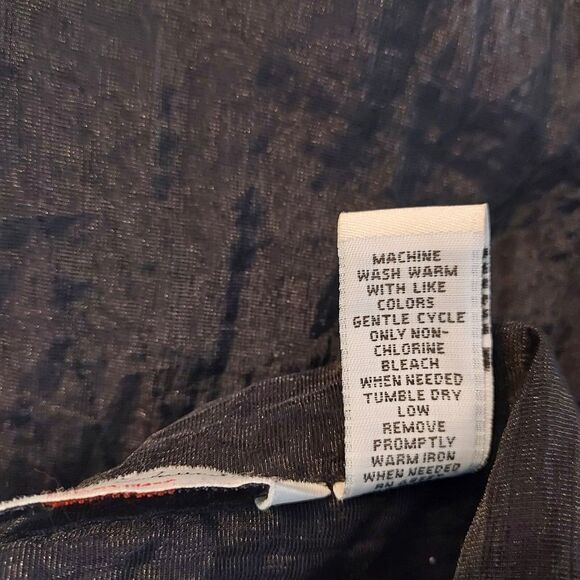 MACHINE
WASH WARM
WITH LIKE
COLORS
GENTLE CYCLE
ONLY NON-
CHLORINE
BLEACH
WHEN NEEDED
TUMBLE DRY
LOW
REMOVE
PROMPTLY
WARM IRON
WHEN NEEDED